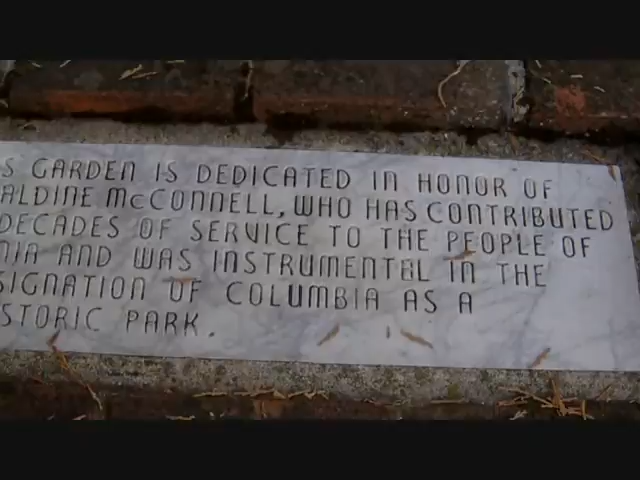 S GARDEN IS DEDICATED IN HONOR OF
ALDINE McCONNELL, WHO HAS CONTRIBUTED
DECADES OF SERVICE TO THE PEOPLE OF
NIA AND WAS INSTRUMENTAL IN THE
SIGNATION OF COLUMBIA AS A
STORIC PARK.